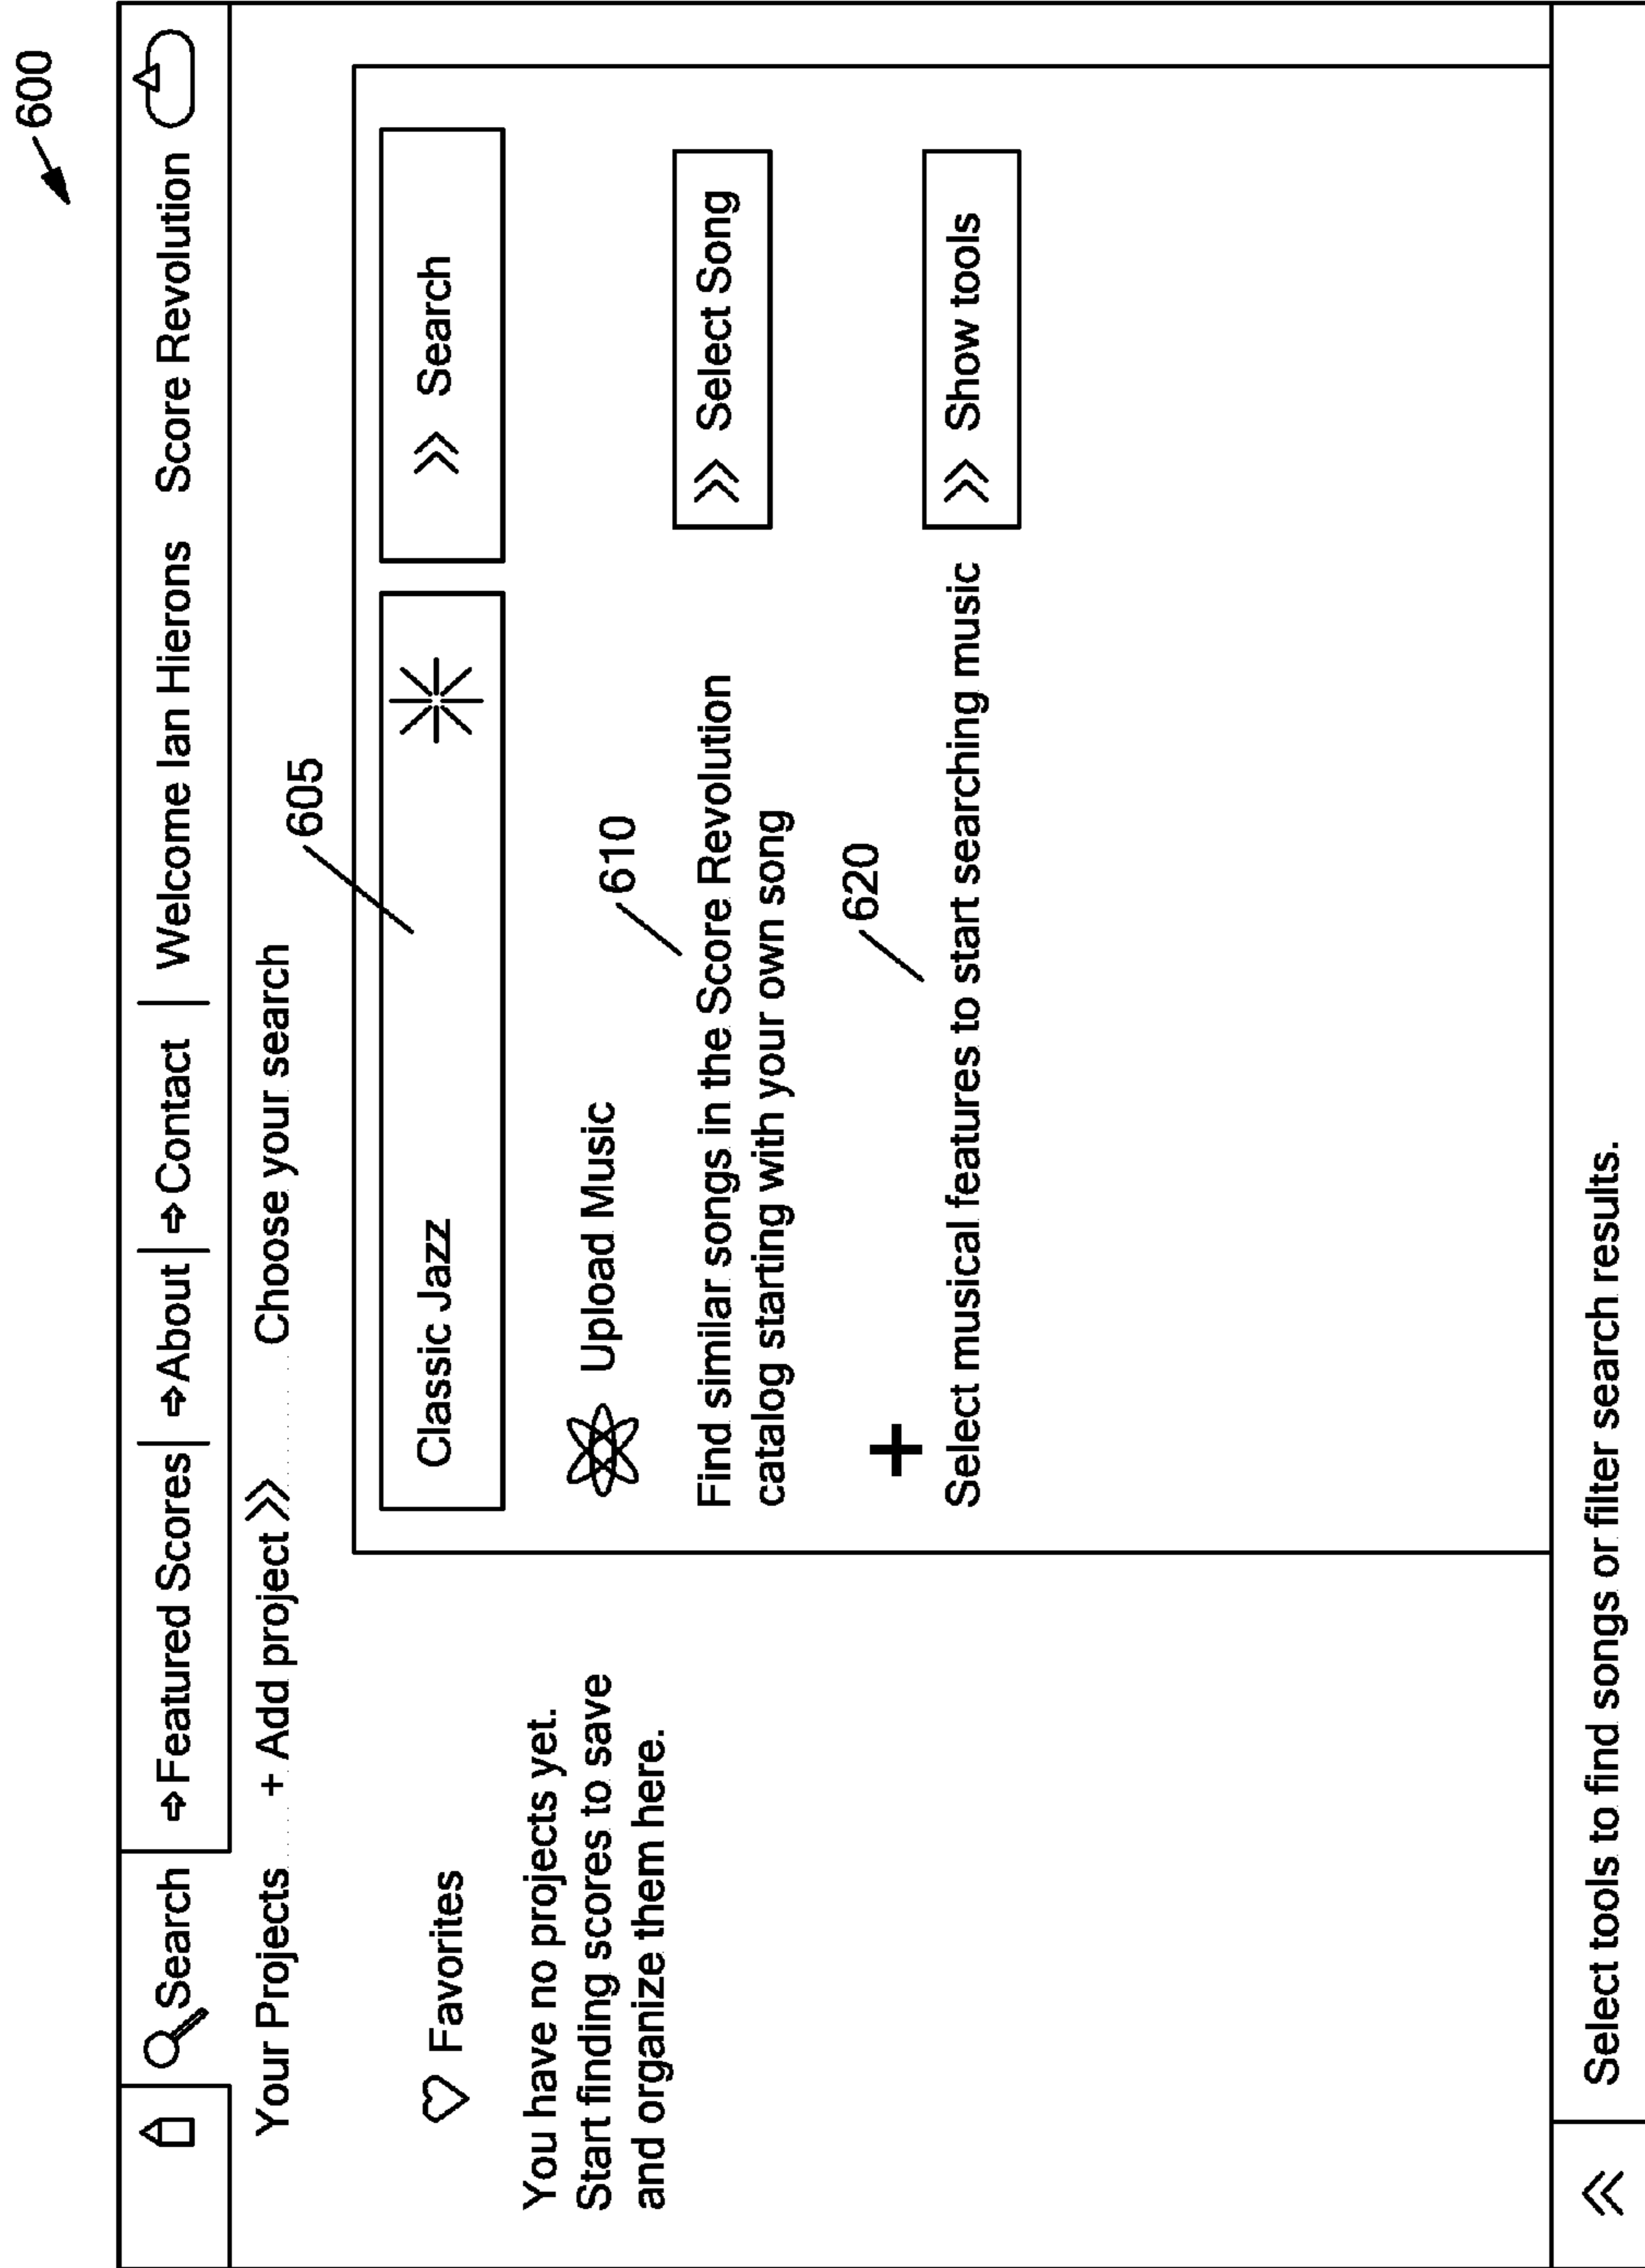 600
Search ⇨Featured Scores | ⇨About | ⇨Contact | Welcome Ian Hierons Score Revolution
Your Projects + Add project >> Choose your search
605
Favorites
Classic Jazz
>> Search
You have no projects yet.
Start finding scores to save
and organize them here.
Upload Music
610
Find similar songs in the Score Revolution
catalog starting with your own song
>> Select Song
620
+
Select musical features to start searching music
>> Show tools
<< Select tools to find songs or filter search results.